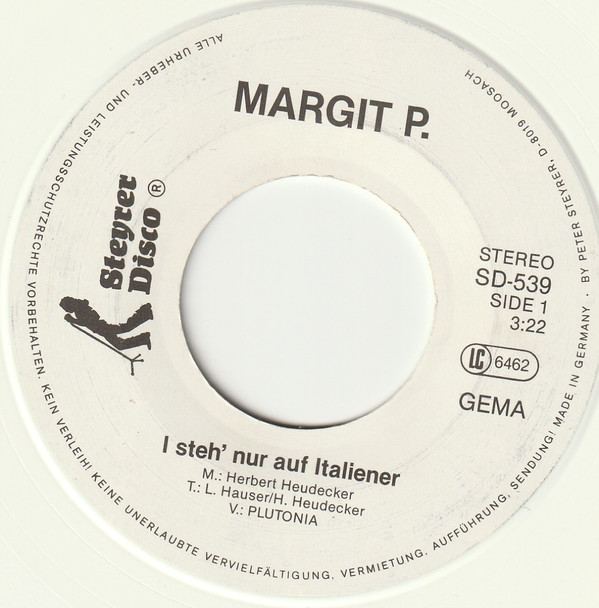 MARGIT P.
Steyrer
Disco ®
STEREO
SD-539
SIDE 1
3:22
LC 6462
GEMA
I steh' nur auf Italiener
M.: Herbert Heudecker
T.: L. Hauser/H. Heudecker
V.: PLUTONIA
ALLE URHEBER- UND LEISTUNGSSCHUTZRECHTE VORBEHALTEN. KEIN VERLEIH! KEINE UNERLAUBTE VERVIELFÄLTIGUNG, VERMIETUNG, AUFFÜHRUNG, SENDUNG! MADE IN GERMANY · BY PETER STEYRER, D-8019 MOOSACH